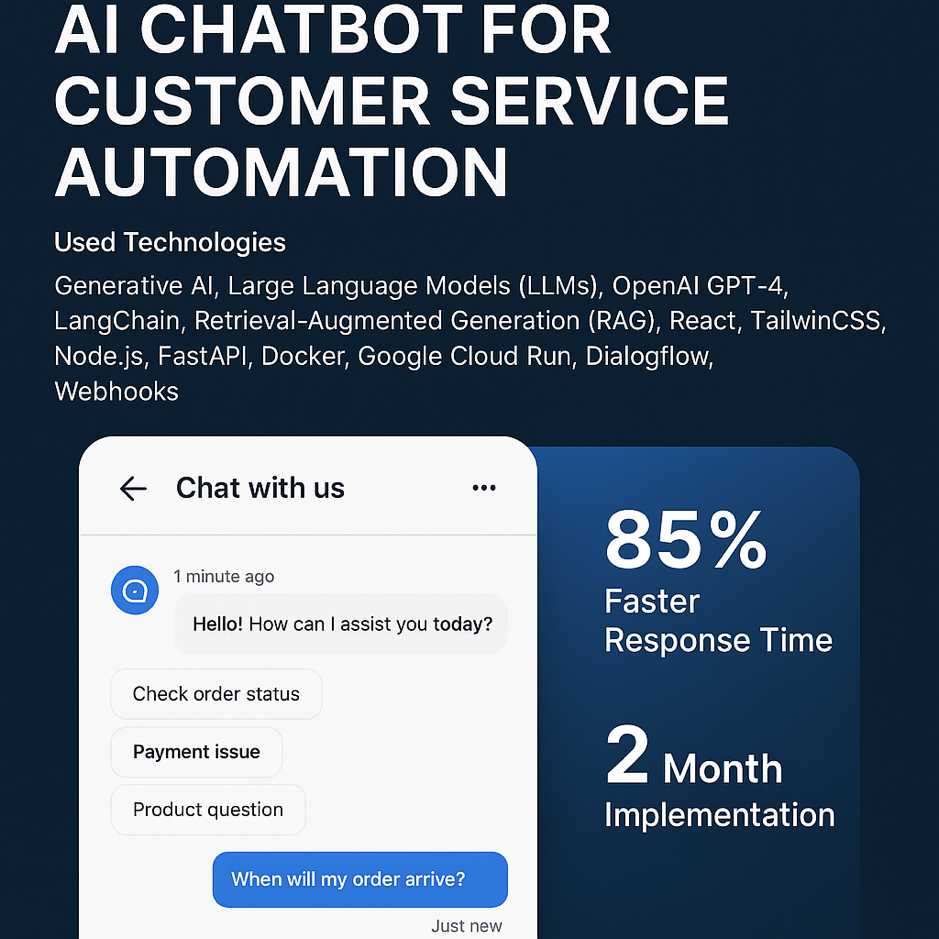 AI CHATBOT FOR
CUSTOMER SERVICE
AUTOMATION
Used Technologies
Generative AI, Large Language Models (LLMs), OpenAI GPT-4,
LangChain, Retrieval-Augmented Generation (RAG), React, TailwinCSS,
Node.js, FastAPI, Docker, Google Cloud Run, Dialogflow,
Webhooks
Chat with us
1 minute ago
Hello! How can I assist you today?
Check order status
Payment issue
Product question
When will my order arrive?
Just now
85%
Faster
Response Time
2 Month
Implementation